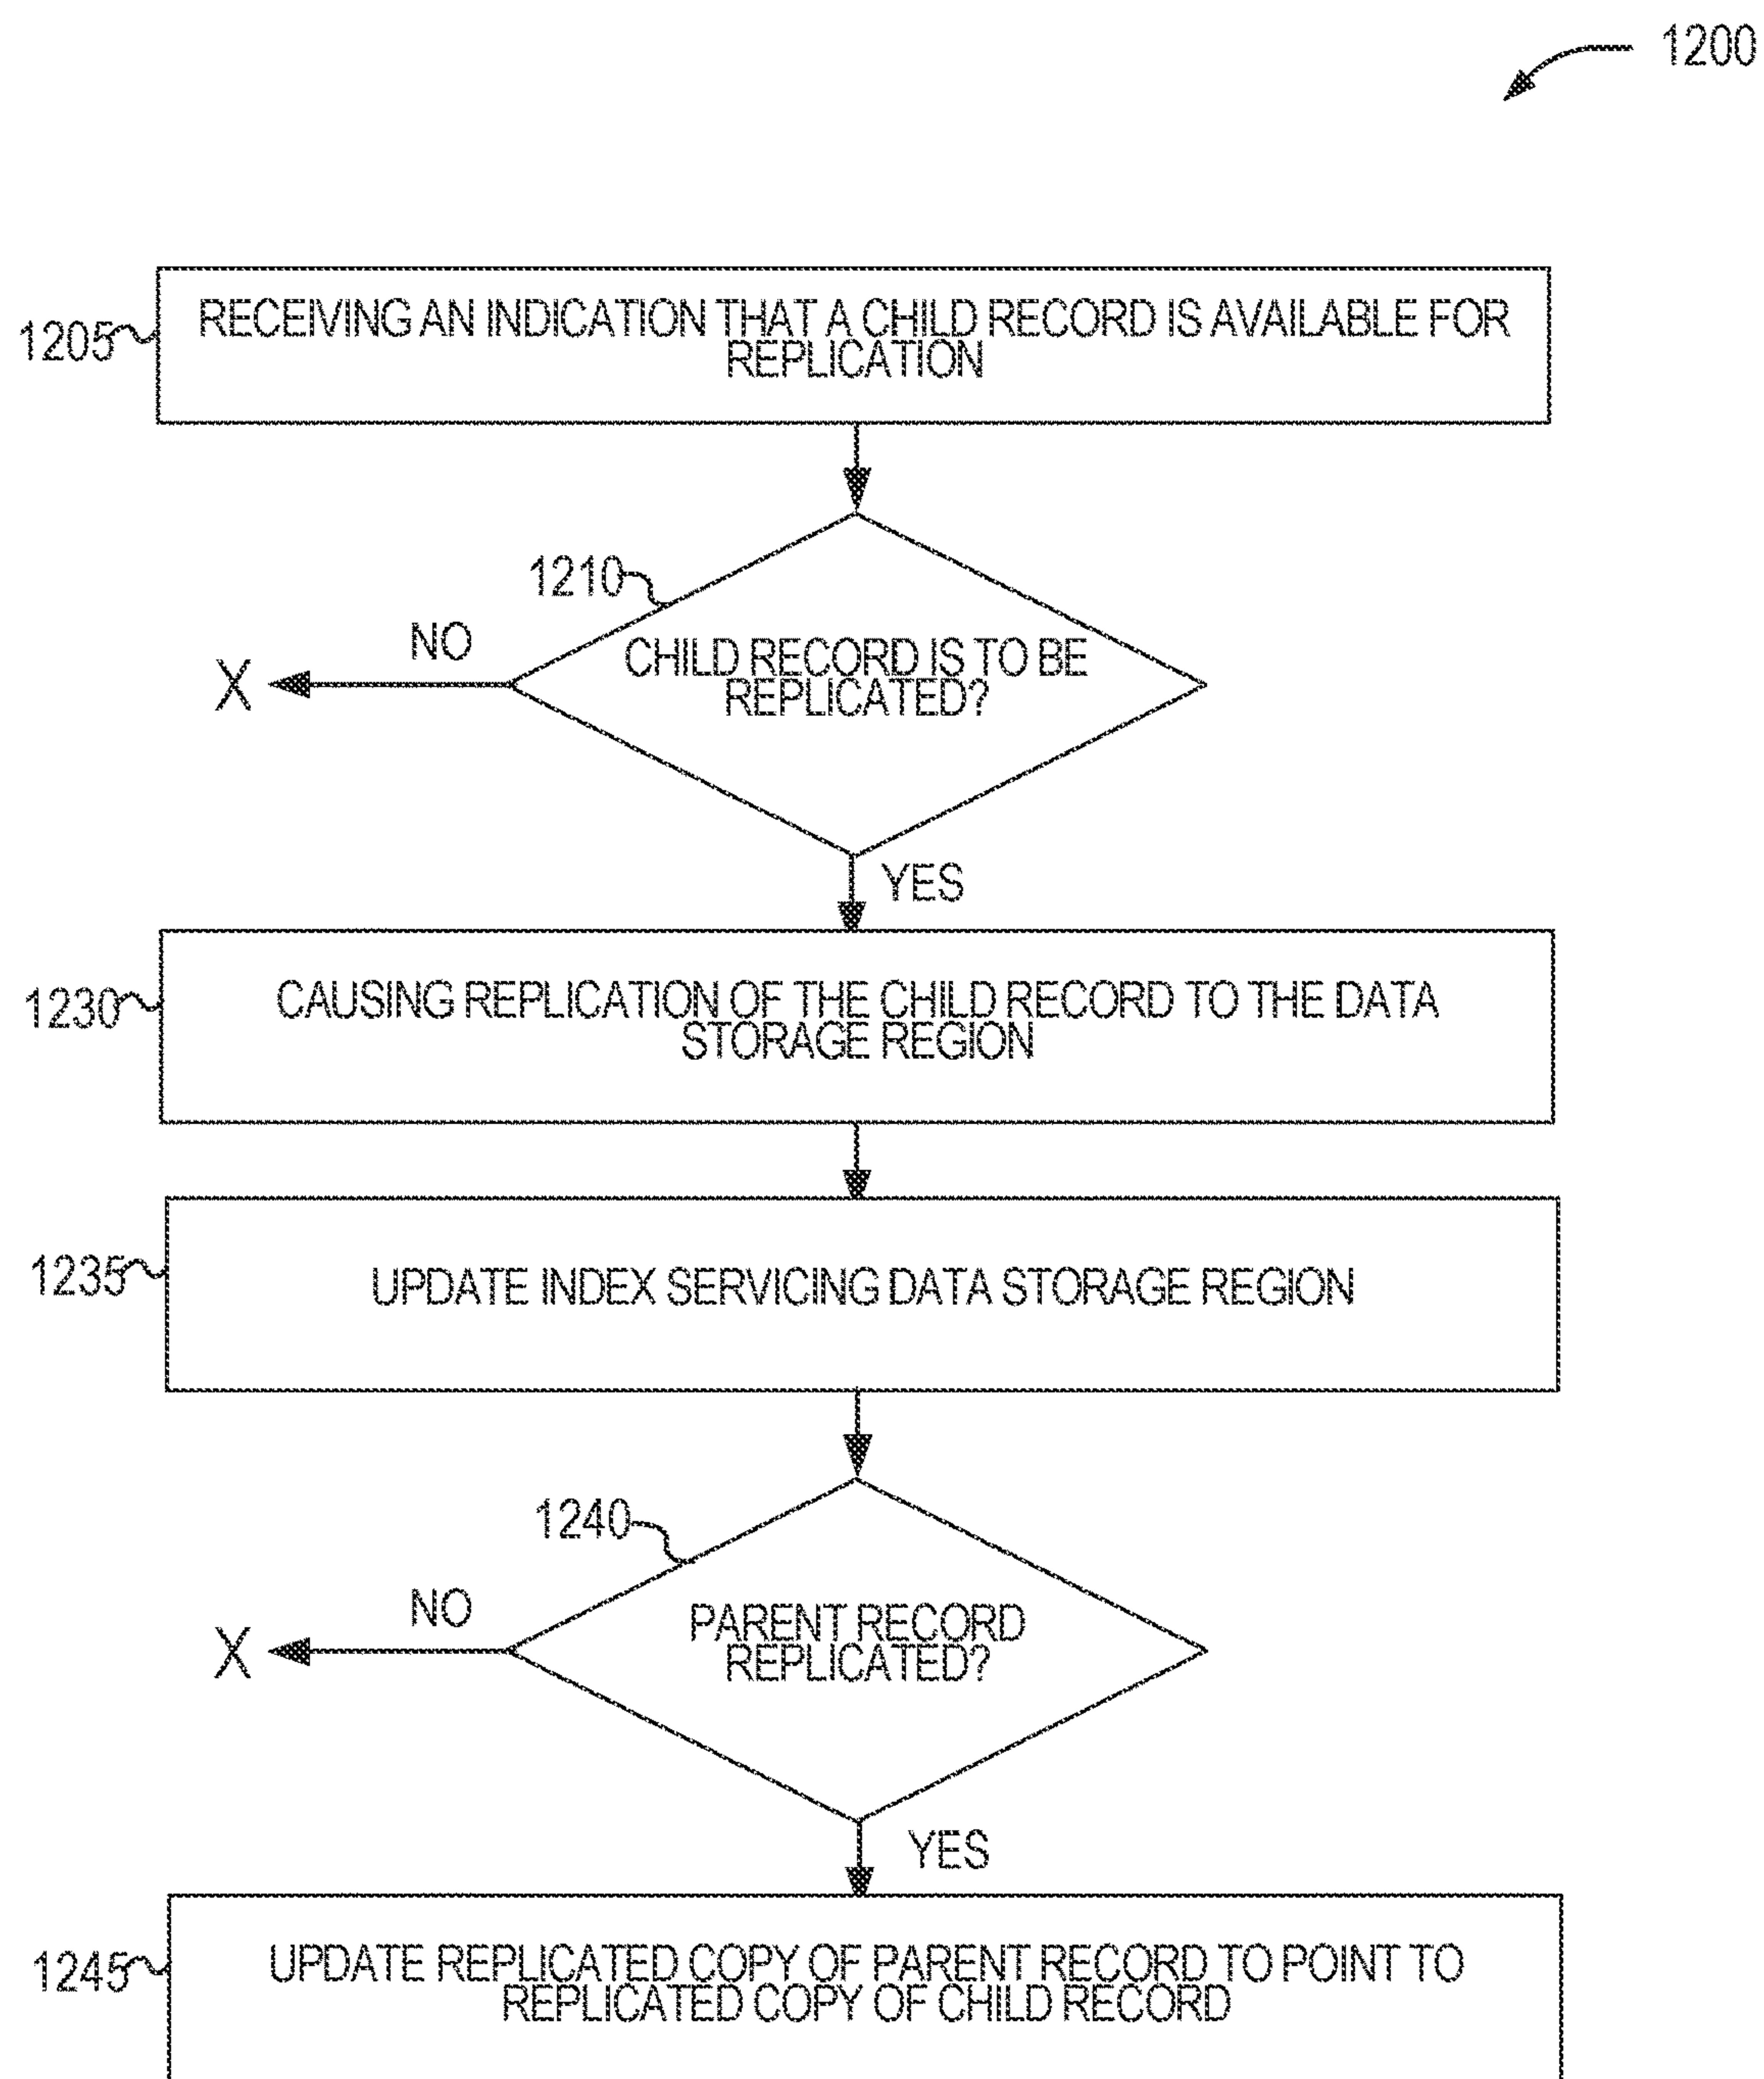 1200
1205
RECEIVING AN INDICATION THAT A CHILD RECORD IS AVAILABLE FOR
REPLICATION
1210
NO
X
CHILD RECORD IS TO BE
REPLICATED?
YES
1230
CAUSING REPLICATION OF THE CHILD RECORD TO THE DATA
STORAGE REGION
1235
UPDATE INDEX SERVICING DATA STORAGE REGION
1240
NO
X
PARENT RECORD
REPLICATED?
YES
1245
UPDATE REPLICATED COPY OF PARENT RECORD TO POINT TO
REPLICATED COPY OF CHILD RECORD